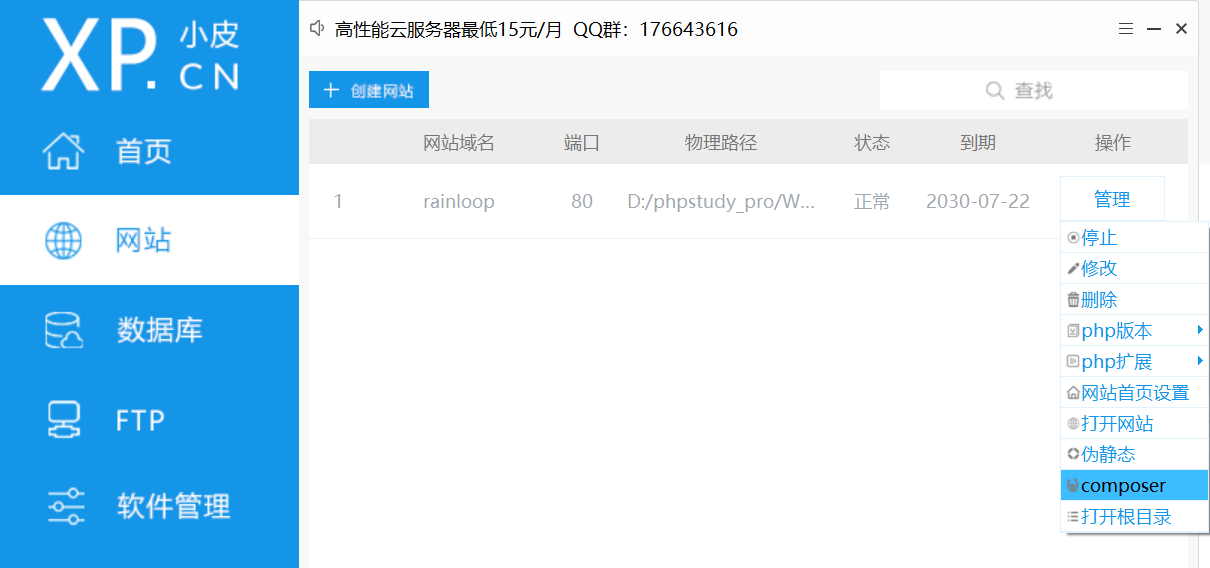 XP.小皮CN
高性能云服务器最低15元/月 QQ群：176643616
首页
网站
数据库
FTP
软件管理
创建网站
查找
网站域名 端口 物理路径 状态 到期 操作
1 rainloop 80 D:/phpstudy_pro/W... 正常 2030-07-22 管理
停止
修改
删除
php版本
php扩展
网站首页设置
打开网站
伪静态
composer
打开根目录